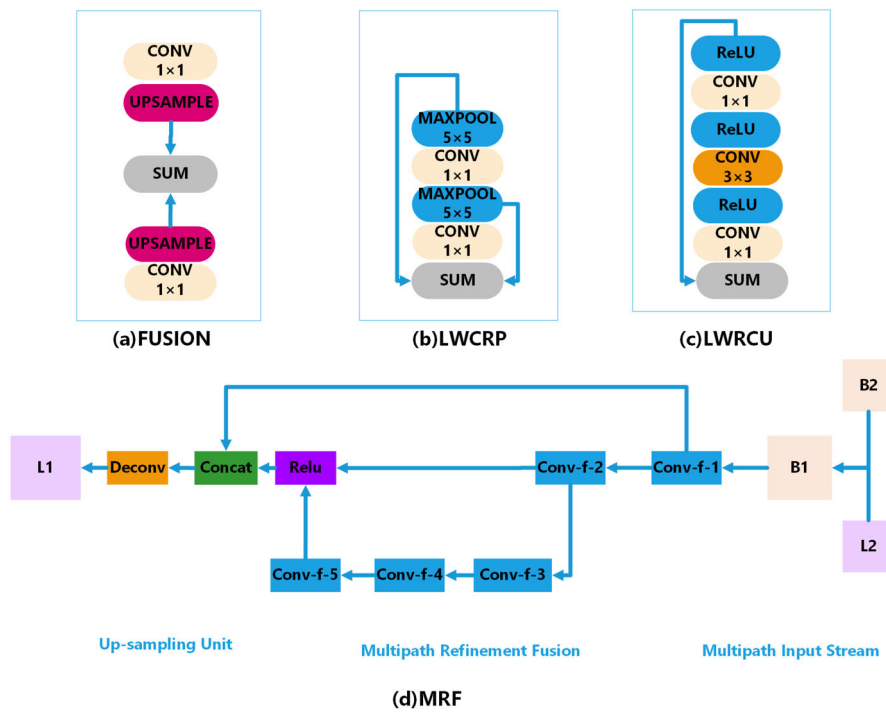 CONV
1×1
UPSAMPLE
SUM
UPSAMPLE
CONV
1×1
(a)FUSION
MAXPOOL
5×5
CONV
1×1
MAXPOOL
5×5
CONV
1×1
SUM
(b)LWCRP
ReLU
CONV
1×1
ReLU
CONV
3×3
ReLU
CONV
1×1
SUM
(c)LWRCU
B2
L1
Deconv
Concat
Relu
Conv-f-2
Conv-f-1
B1
L2
Conv-f-5
Conv-f-4
Conv-f-3
Up-sampling Unit
Multipath Refinement Fusion
Multipath Input Stream
(d)MRF